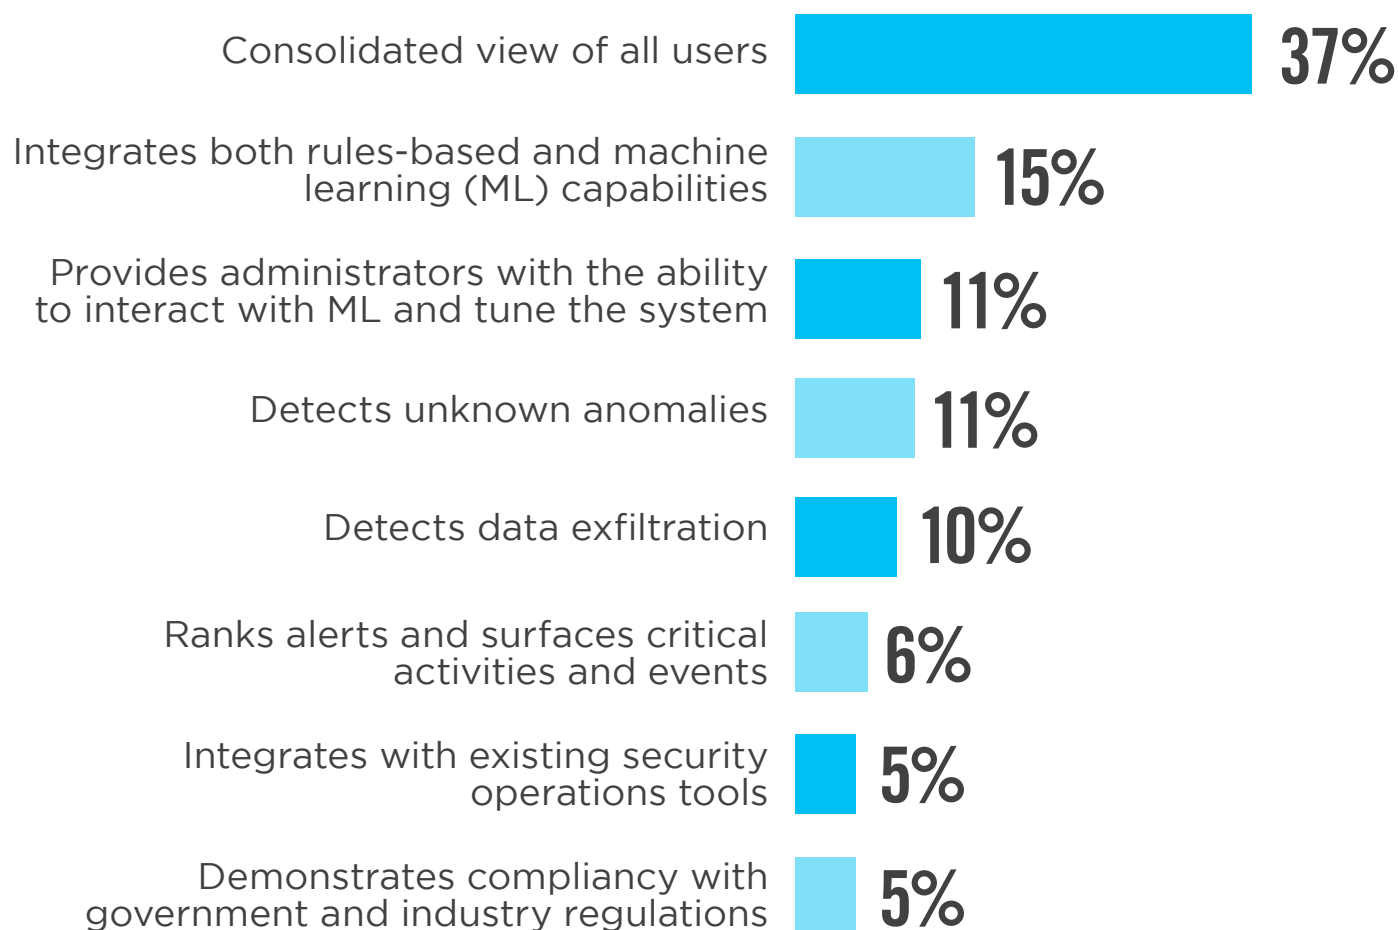 Consolidated view of all users
37%
Integrates both rules-based and machine
learning (ML) capabilities
15%
Provides administrators with the ability
to interact with ML and tune the system
11%
Detects unknown anomalies
11%
Detects data exfiltration
10%
Ranks alerts and surfaces critical
activities and events
6%
Integrates with existing security
operations tools
5%
Demonstrates compliancy with
government and industry regulations
5%